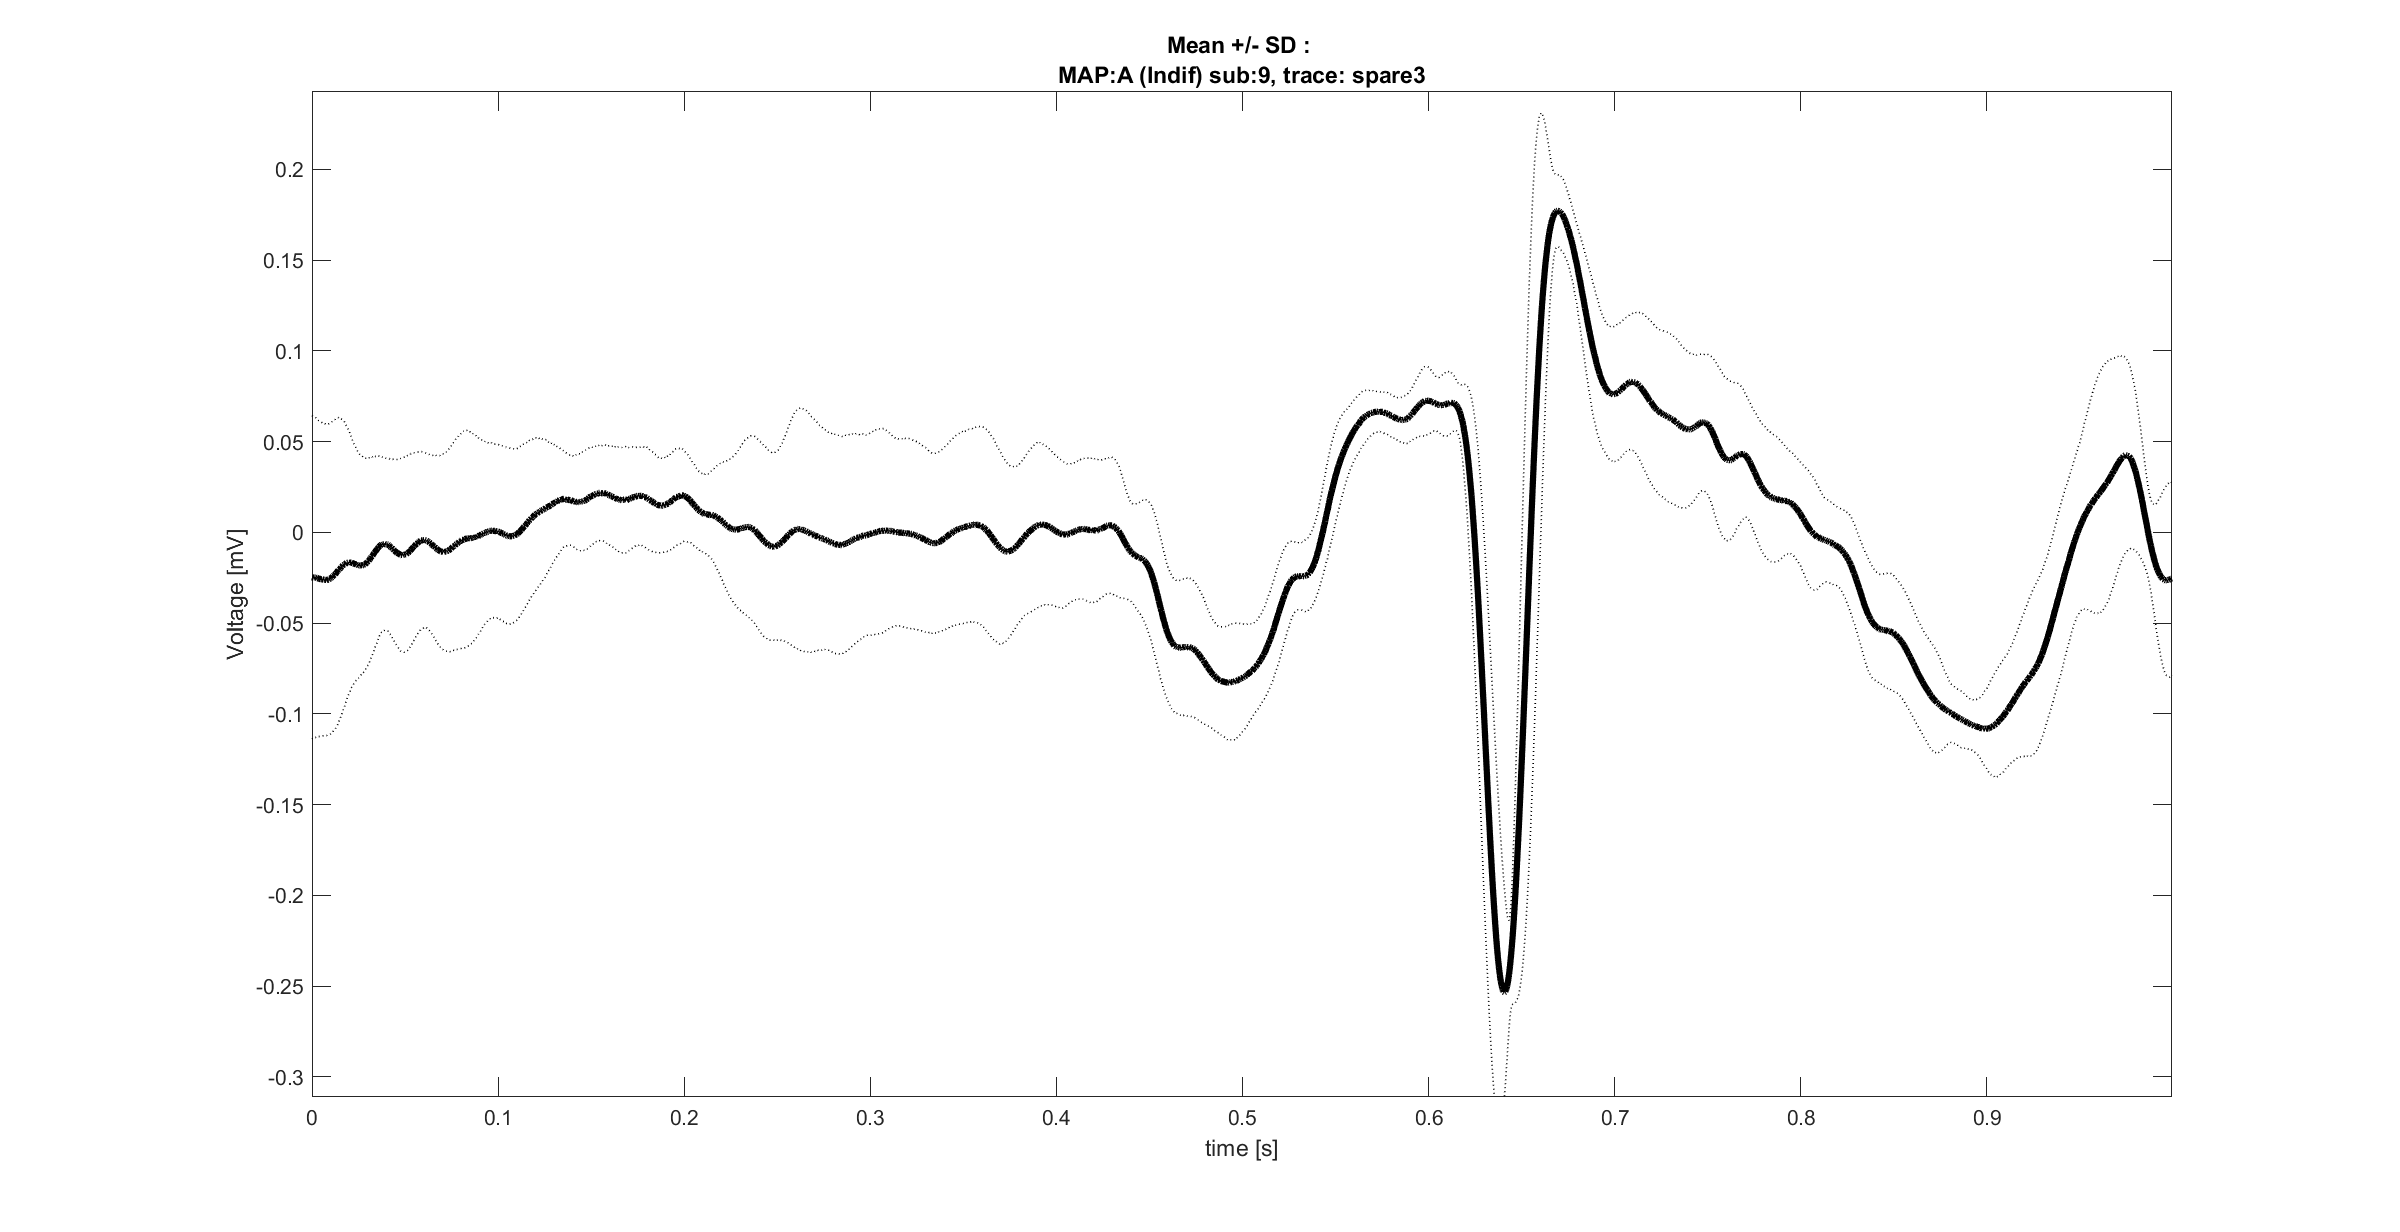 Mean +/- SD :
MAP:A (Indif) sub:9, trace: spare3
0.2
0.15
0.1
0.05
0
-0.05
-0.1
-0.15
-0.2
-0.25
-0.3
Voltage [mV]
0 0.1 0.2 0.3 0.4 0.5 0.6 0.7 0.8 0.9
time [s]